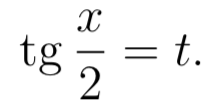 tg x/2 = t.